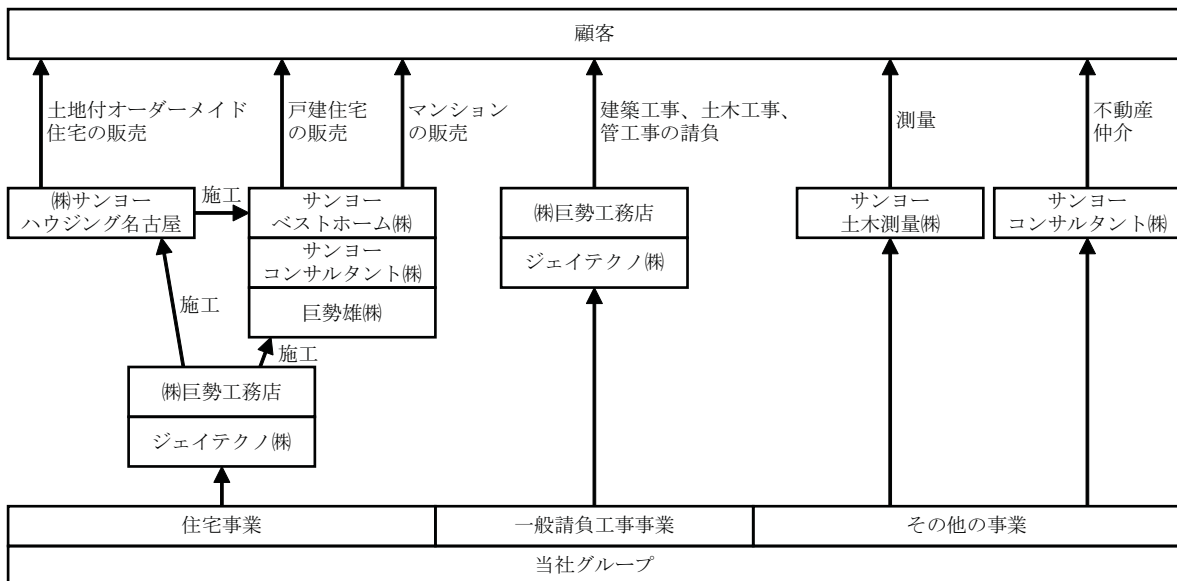 顧客
土地付オーダーメイド
住宅の販売
戸建住宅
の販売
マンション
の販売
建築工事、土木工事、
管工事の請負
測量
不動産
仲介
㈱サンヨー
ハウジング名古屋
施工
サンヨー
ベストホーム㈱
サンヨー
コンサルタント㈱
巨勢雄㈱
㈱巨勢工務店
ジェイテクノ㈱
サンヨー
土木測量㈱
サンヨー
コンサルタント㈱
施工
施工
㈱巨勢工務店
ジェイテクノ㈱
住宅事業
一般請負工事事業
その他の事業
当社グループ